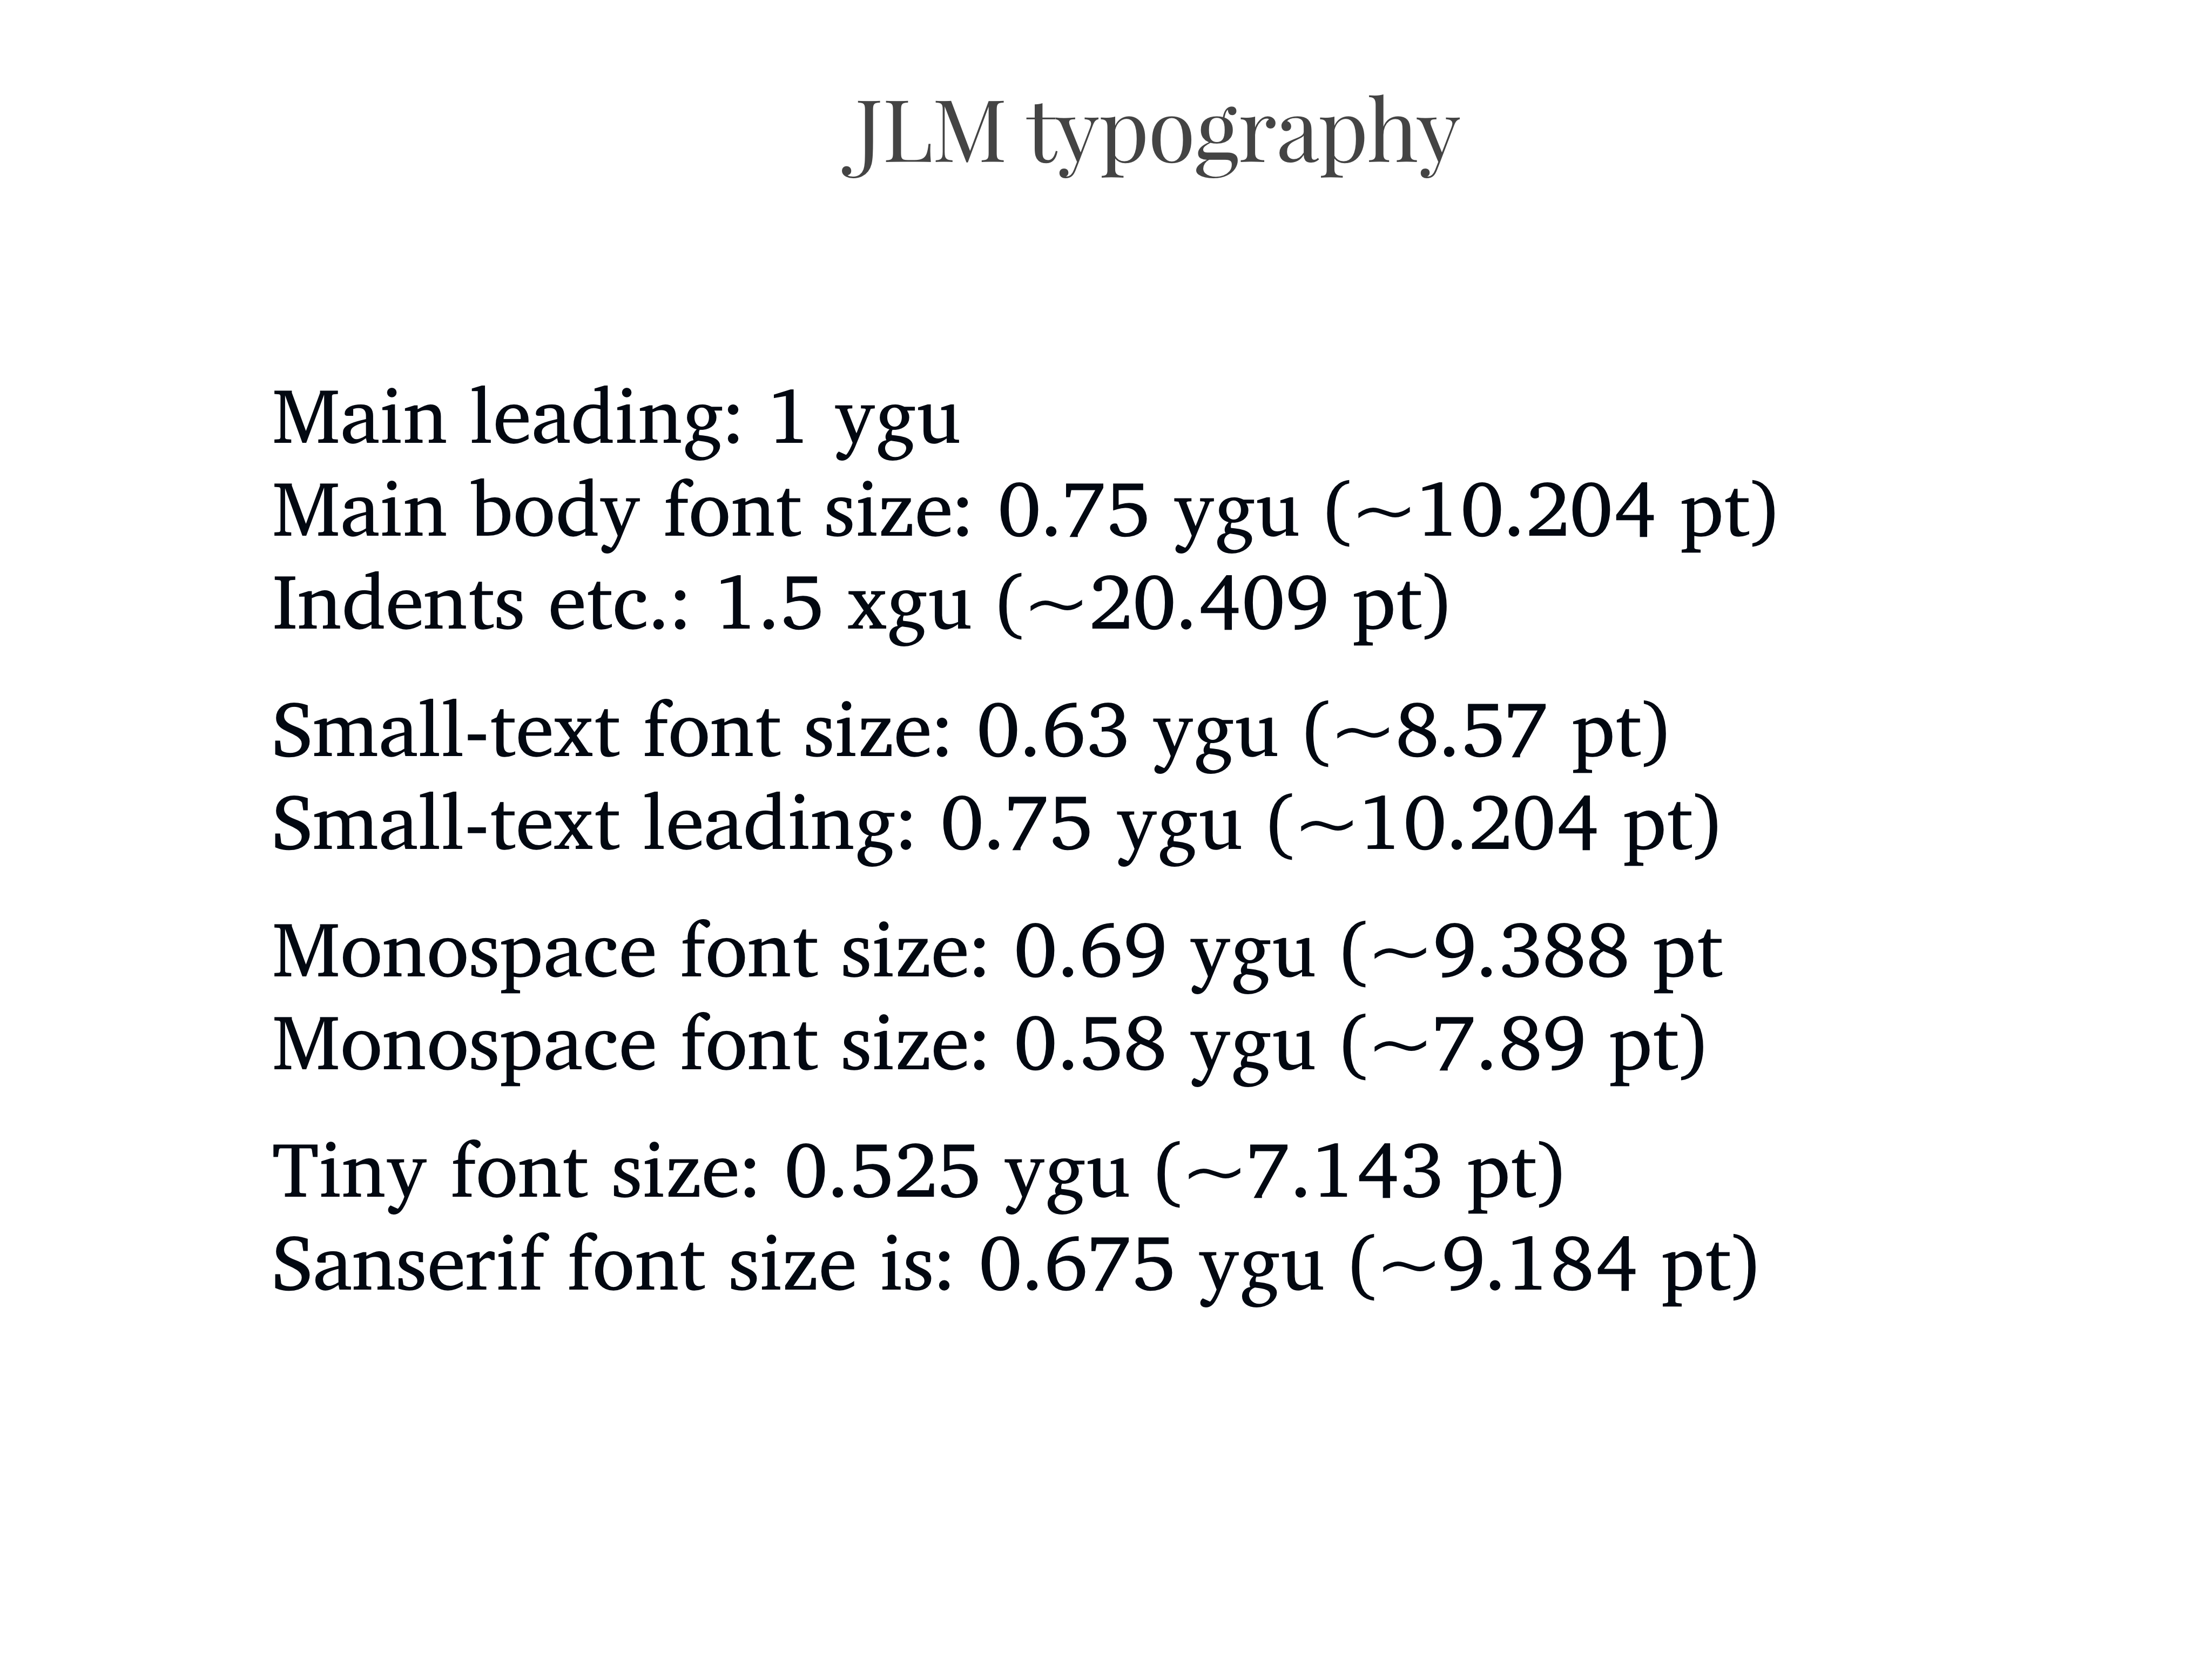 JLM typography
Main leading: 1 ygu
Main body font size: 0.75 ygu (~10.204 pt)
Indents etc.: 1.5 xgu (~20.409 pt)
Small-text font size: 0.63 ygu (~8.57 pt)
Small-text leading: 0.75 ygu (~10.204 pt)
Monospace font size: 0.69 ygu (~9.388 pt
Monospace font size: 0.58 ygu (~7.89 pt)
Tiny font size: 0.525 ygu (~7.143 pt)
Sanserif font size is: 0.675 ygu (~9.184 pt)